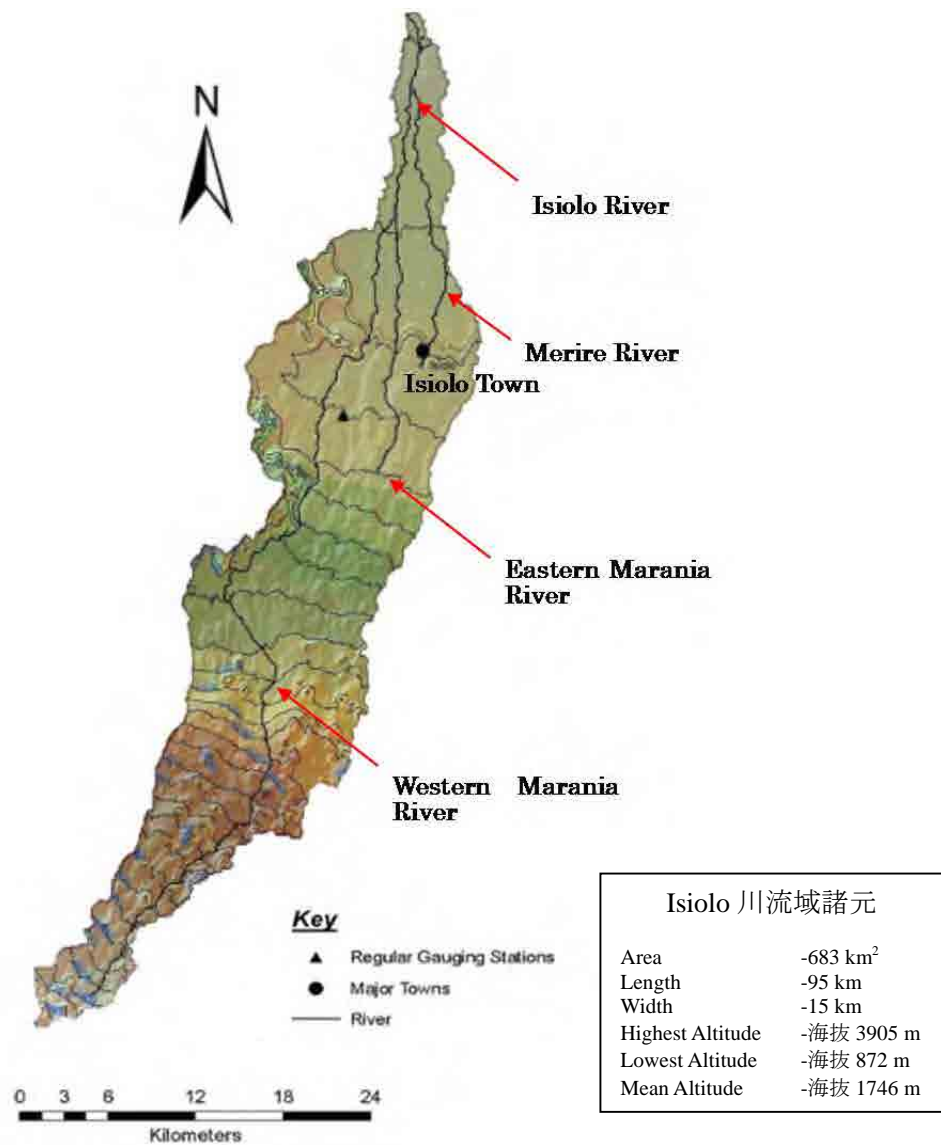 N
Isiolo River
Merire River
Isiolo Town
Eastern Marania
River
Western Marania
River
Key
Regular Gauging Stations
Major Towns
River
0 3 6 12 18 24
Kilometers
Isiolo 川流域諸元
Area -683 km²
Length -95 km
Width -15 km
Highest Altitude -海抜 3905 m
Lowest Altitude -海抜 872 m
Mean Altitude -海抜 1746 m